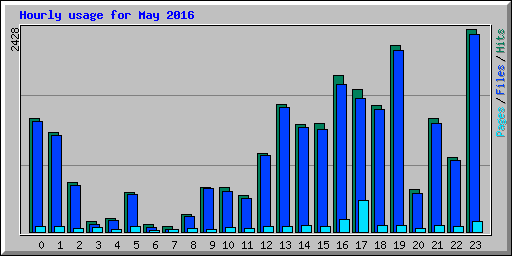 Hourly usage for May 2016
2428
Pages/Files/Hits
0 1 2 3 4 5 6 7 8 9 10 11 12 13 14 15 16 17 18 19 20 21 22 23